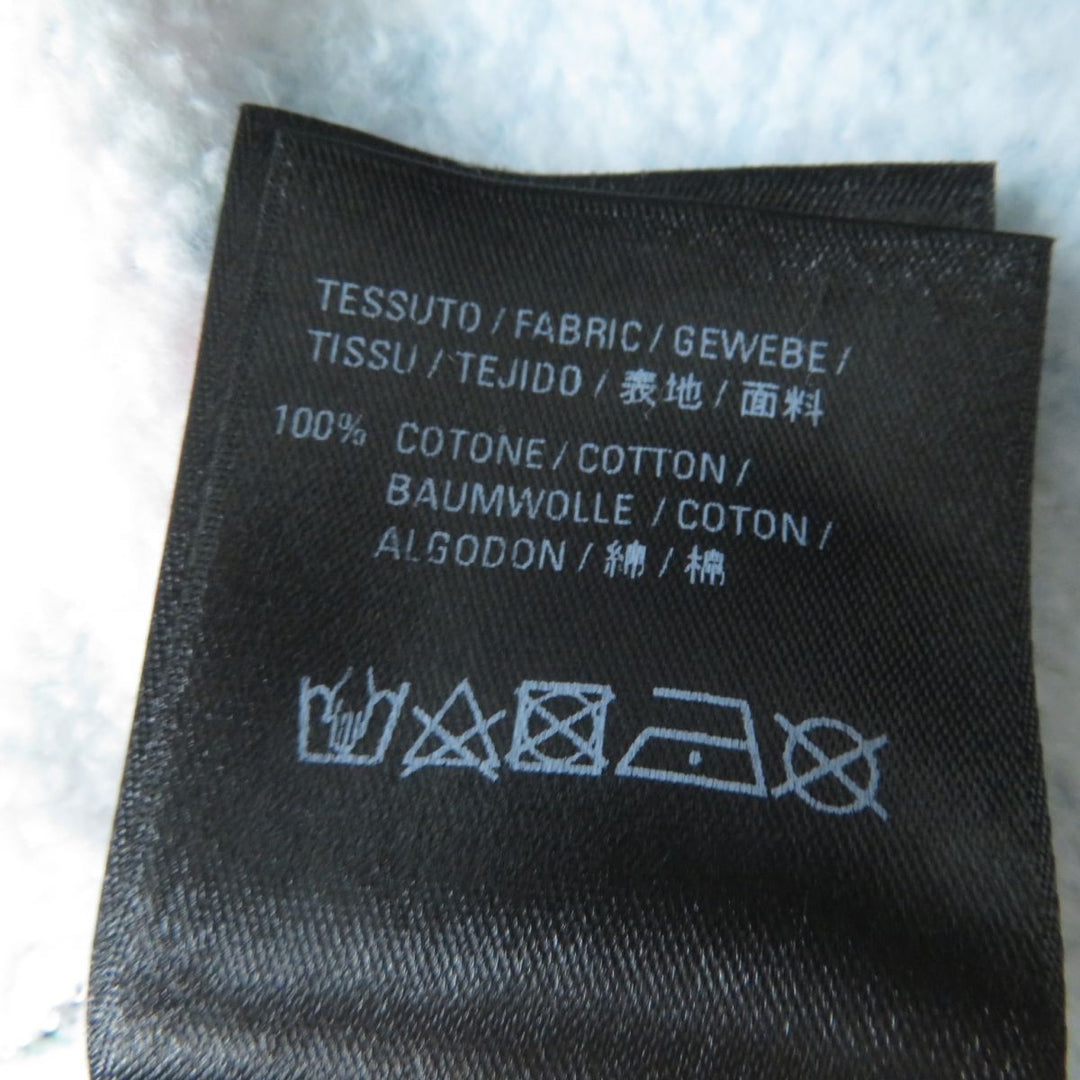 TESSUTO / FABRIC / GEWEBE /
TISSU / TEJIDO / 表地 / 面料
100% COTONE / COTTON /
BAUMWOLLE / COTON /
ALGODON / 綿 / 棉